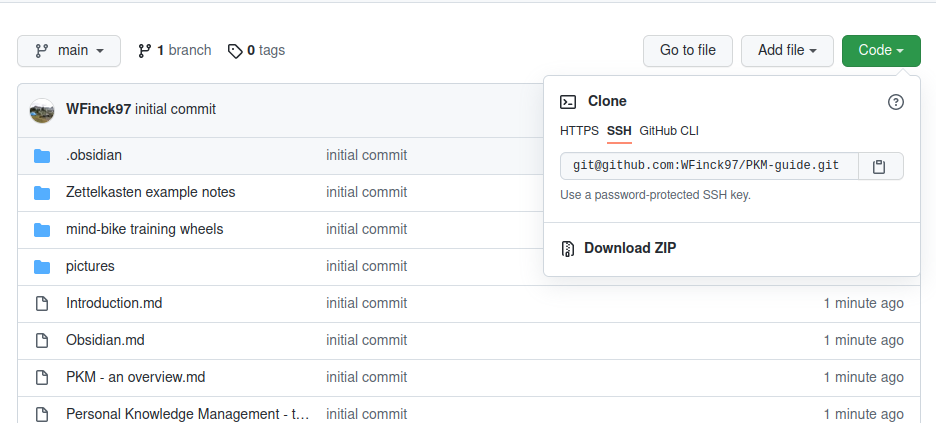 main 1 branch 0 tags Go to file Add file Code
WFinck97 initial commit
Clone
HTTPS SSH GitHub CLI
git@github.com:WFinck97/PKM-guide.git
Use a password-protected SSH key.
Download ZIP
.obsidian initial commit
Zettelkasten example notes initial commit
mind-bike training wheels initial commit
pictures initial commit
Introduction.md initial commit 1 minute ago
Obsidian.md initial commit 1 minute ago
PKM - an overview.md initial commit 1 minute ago
Personal Knowledge Management - t... initial commit 1 minute ago